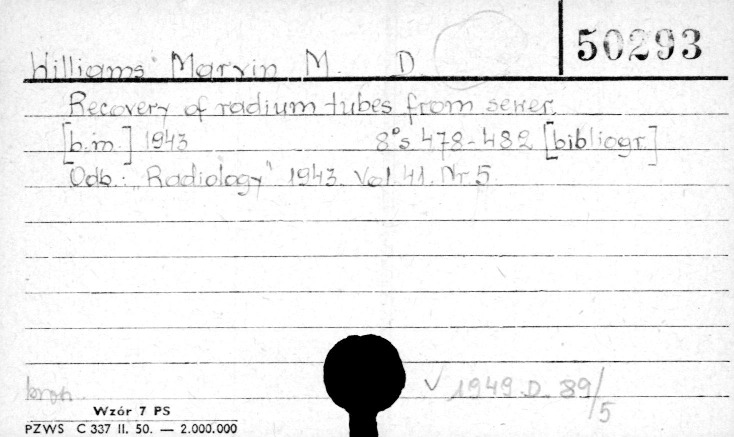 50293
Williams Marvin M. D
Recovery of radium tubes from sewer.
[b.m.] 1943 8°s. 478-482 [bibliogr.]
Odb.: „Radiology" 1943. Vol. 41. Nr 5.
V 1949 D. 89/5
Wzór 7 PS
PZWS C 337 II. 50. — 2.000.000